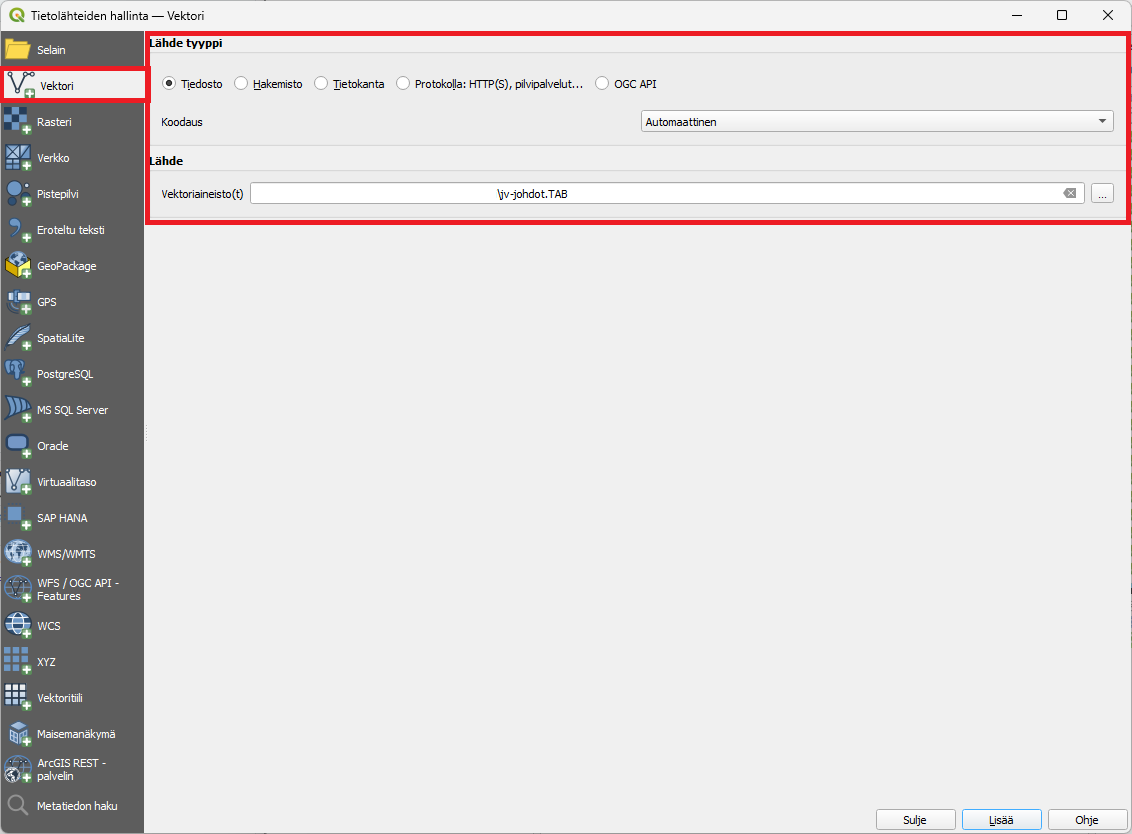 Tietolähteiden hallinta — Vektori
Selain
Vektori
Rasteri
Verkko
Pistepilvi
Eroteltu teksti
GeoPackage
GPS
SpatiaLite
PostgreSQL
MS SQL Server
Oracle
Virtuaalitaso
SAP HANA
WMS/WMTS
WFS / OGC API -
Features
WCS
XYZ
Vektoritiili
Maisemanäkymä
ArcGIS REST -
palvelin
Metatiedon haku
Lähde tyyppi
Tiedosto Hakemisto Tietokanta Protokolla: HTTP(S), pilvipalvelut... OGC API
Koodaus Automaattinen
Lähde
Vektoriaineisto(t) \jv-johdot.TAB ...
Sulje Lisää Ohje